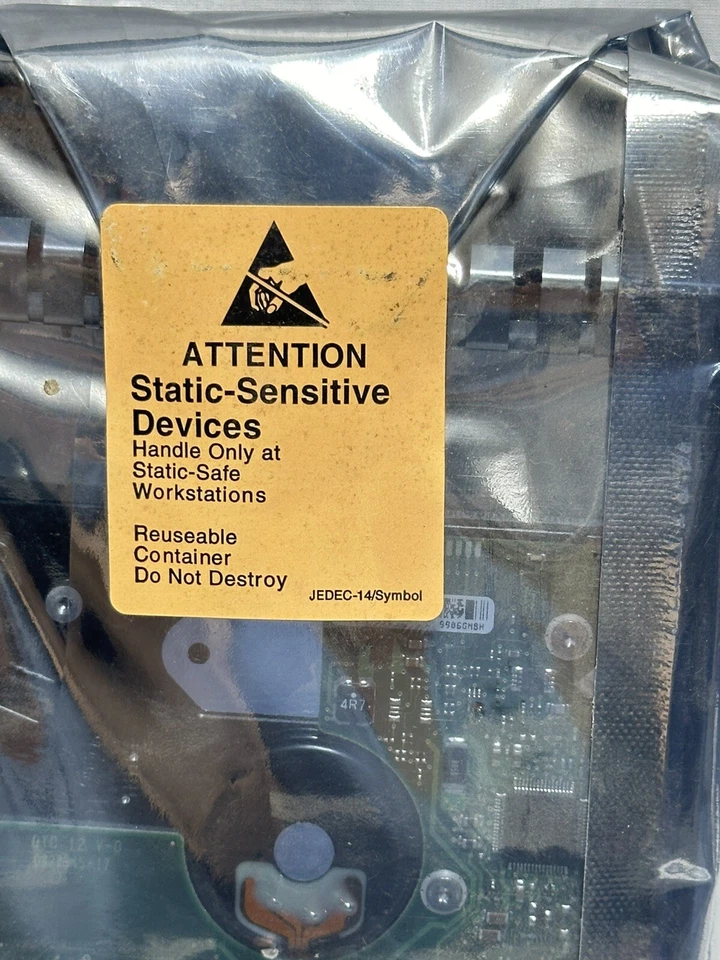 ATTENTION
Static-Sensitive
Devices
Handle Only at
Static-Safe
Workstations
Reuseable
Container
Do Not Destroy
JEDEC-14/Symbol
4R7